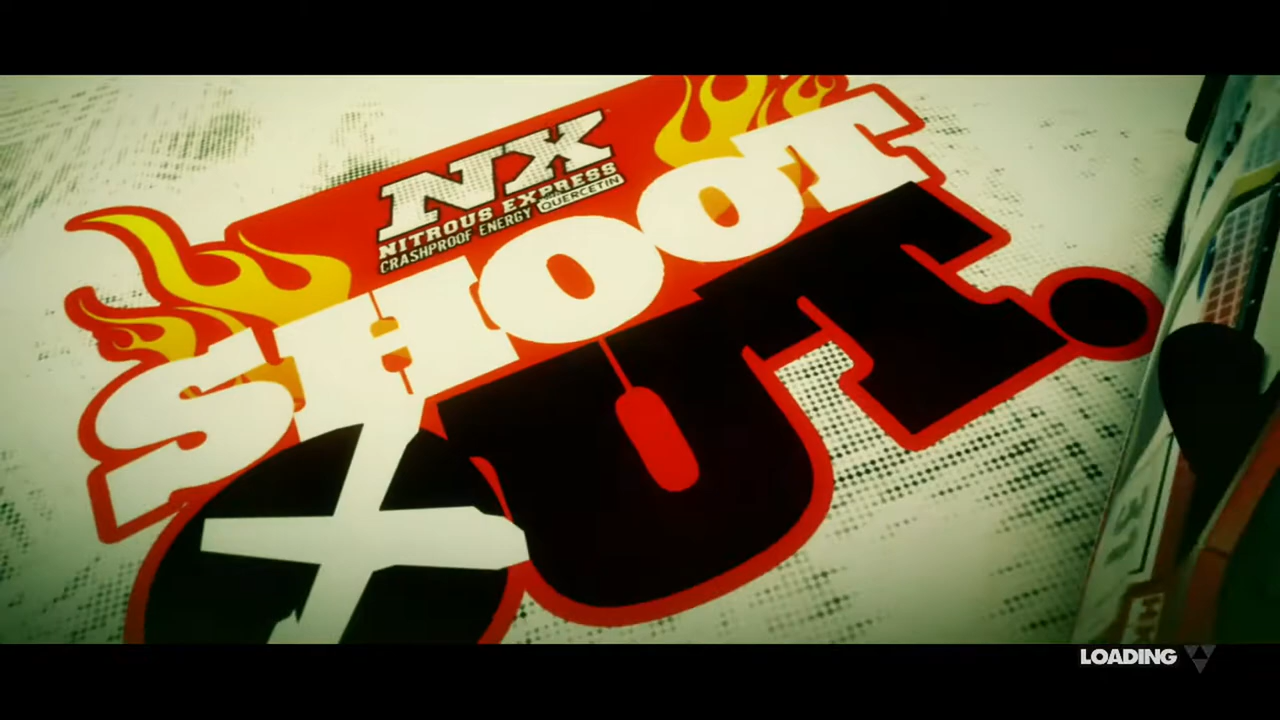 NX
NITROUS EXPRESS
CRASHPROOF ENERGY QUERCETIN
SHOOT
OUT.
LOADING